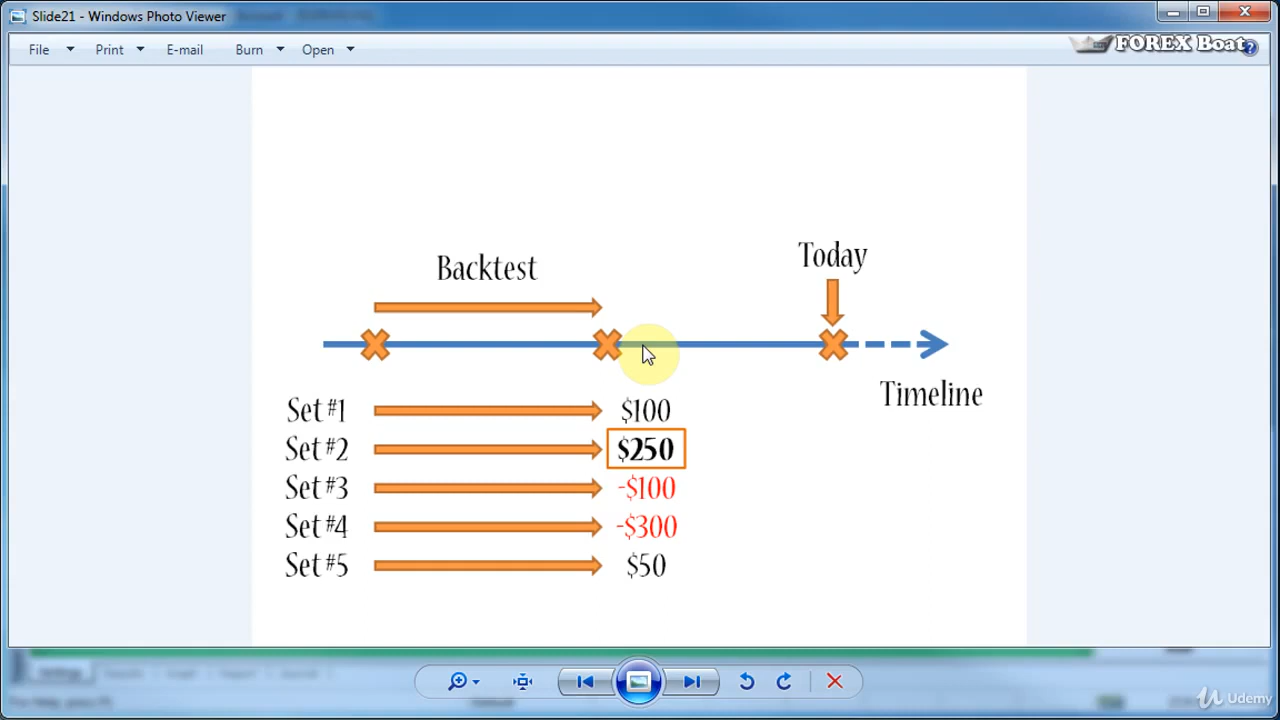 Slide21 - Windows Photo Viewer
File Print E-mail Burn Open
FOREX Boat
Backtest
Today
Timeline
Set #1 $100
Set #2 $250
Set #3 -$100
Set #4 -$300
Set #5 $50
Udemy